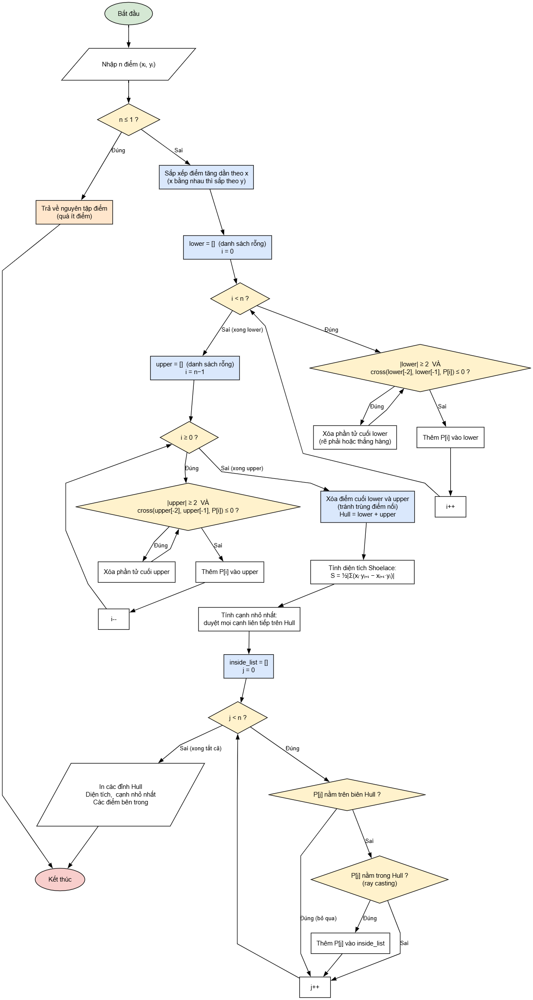 Bắt đầu
Nhập n điểm (xᵢ, yᵢ)
n ≤ 1 ?
Đúng
Sai
Sắp xếp điểm tăng dần theo x
(x bằng nhau thì sắp theo y)
Trả về nguyên tập điểm
(quá ít điểm)
lower = [] (danh sách rỗng)
i = 0
i < n ?
Sai (xong lower)
Đúng
upper = [] (danh sách rỗng)
i = n−1
|lower| ≥ 2 VÀ
cross(lower[-2], lower[-1], P[i]) ≤ 0 ?
Đúng
Sai
Xóa phần tử cuối lower
(rẽ phải hoặc thẳng hàng)
Thêm P[i] vào lower
i ≥ 0 ?
Đúng
Sai (xong upper)
|upper| ≥ 2 VÀ
cross(upper[-2], upper[-1], P[i]) ≤ 0 ?
Xóa điểm cuối lower và upper
(tránh trùng điểm nối)
Hull = lower + upper
i++
Đúng
Sai
Xóa phần tử cuối upper
Thêm P[i] vào upper
Tính diện tích Shoelace:
S = ½|Σ(xᵢ·yᵢ₊₁ − xᵢ₊₁·yᵢ)|
i--
Tính cạnh nhỏ nhất:
duyệt mọi cạnh liên tiếp trên Hull
inside_list = []
j = 0
j < n ?
Sai (xong tất cả)
Đúng
In các đỉnh Hull
Diện tích, cạnh nhỏ nhất
Các điểm bên trong
P[j] nằm trên biên Hull ?
Sai
Kết thúc
P[j] nằm trong Hull ?
(ray casting)
Đúng (bỏ qua)
Đúng
Thêm P[j] vào inside_list
Sai
j++